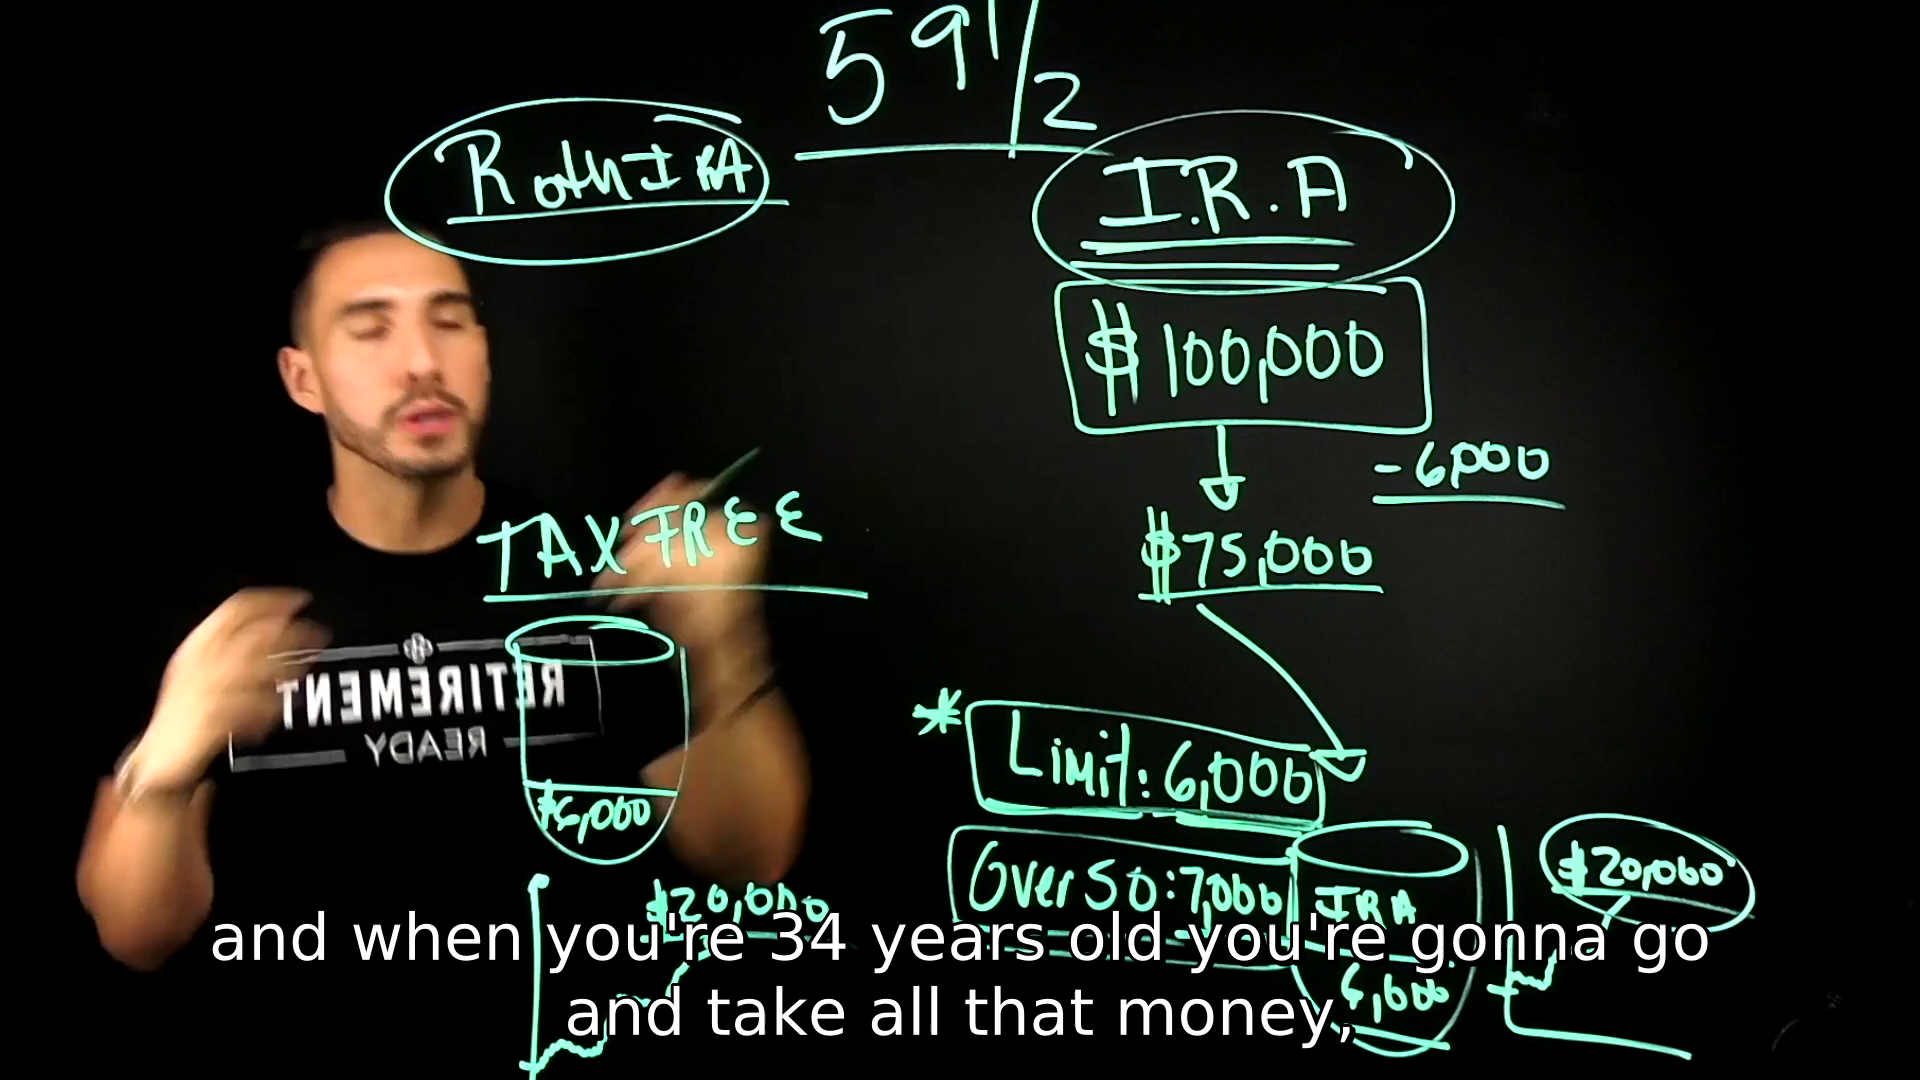 59 1/2
Roth IRA
I.R.A
$100,000
-6,000
$75,000
TAX FREE
RETIREMENT
READY
$6,000
* Limit: 6,000
Over 50: 7,000
IRA
6,000
$20,000
$20,000
and when you're 34 years old you're gonna go
and take all that money,